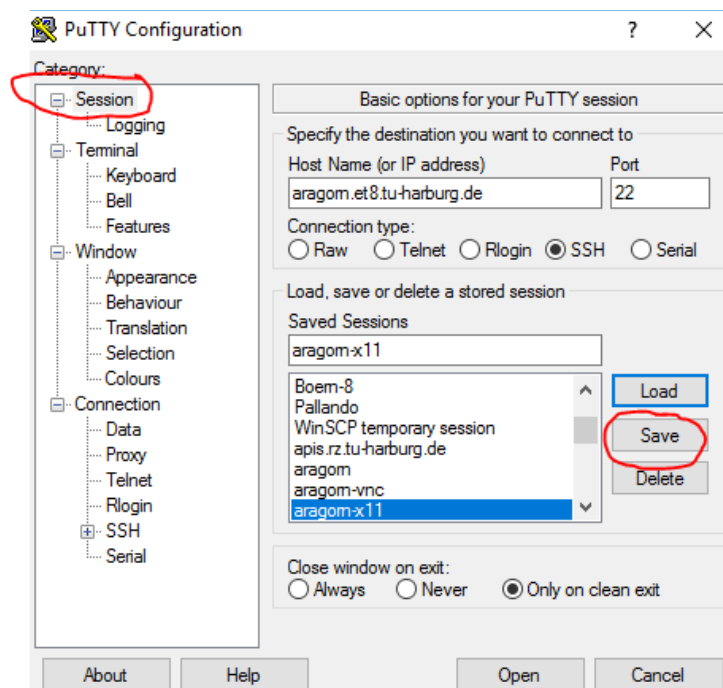 PuTTY Configuration ? ×
Category:
Session
Logging
Terminal
Keyboard
Bell
Features
Window
Appearance
Behaviour
Translation
Selection
Colours
Connection
Data
Proxy
Telnet
Rlogin
SSH
Serial
Basic options for your PuTTY session
Specify the destination you want to connect to
Host Name (or IP address) Port
aragorn.et8.tu-harburg.de 22
Connection type:
Raw Telnet Rlogin SSH Serial
Load, save or delete a stored session
Saved Sessions
aragorn-x11
Boern-8
Pallando
WinSCP temporary session
apis.rz.tu-harburg.de
aragorn
aragorn-vnc
aragorn-x11
Load
Save
Delete
Close window on exit:
Always Never Only on clean exit
About Help Open Cancel